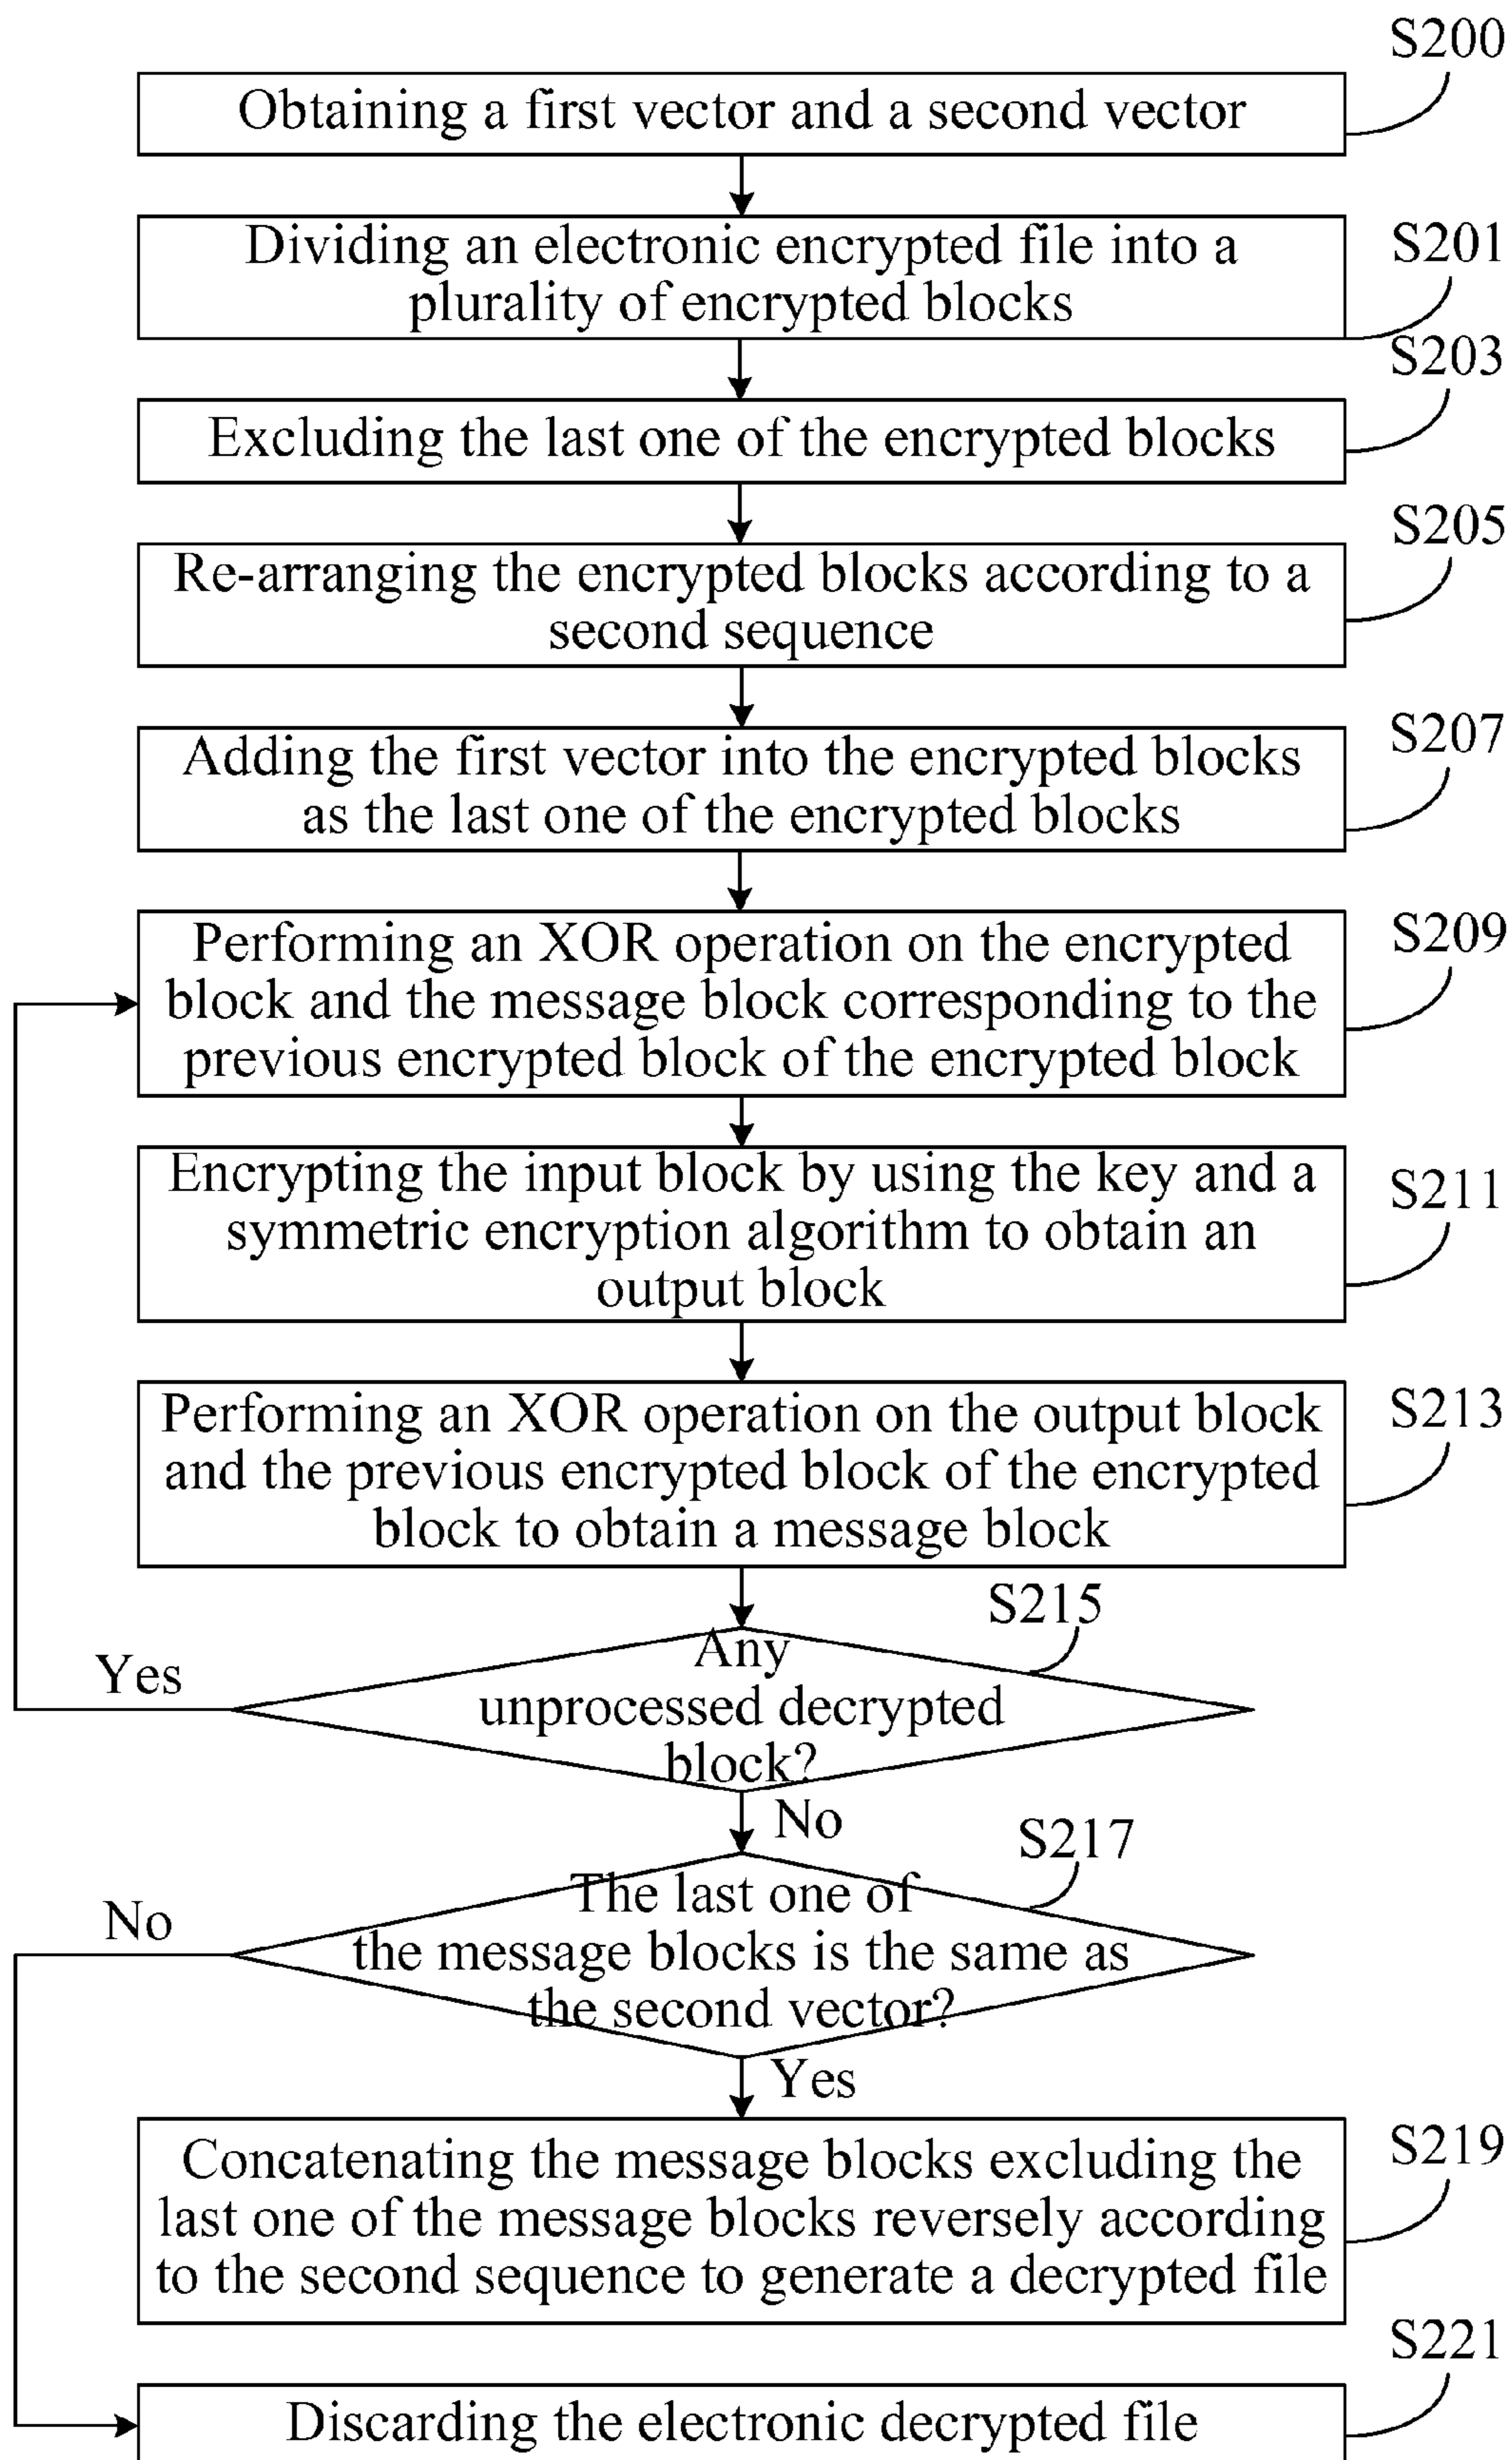 S200
Obtaining a first vector and a second vector
Dividing an electronic encrypted file into a
plurality of encrypted blocks
S201
S203
Excluding the last one of the encrypted blocks
S205
Re-arranging the encrypted blocks according to a
second sequence
S207
Adding the first vector into the encrypted blocks
as the last one of the encrypted blocks
S209
Performing an XOR operation on the encrypted
block and the message block corresponding to the
previous encrypted block of the encrypted block
S211
Encrypting the input block by using the key and a
symmetric encryption algorithm to obtain an
output block
S213
Performing an XOR operation on the output block
and the previous encrypted block of the encrypted
block to obtain a message block
S215
Any
unprocessed decrypted
block?
Yes
No
S217
The last one of
the message blocks is the same as
the second vector?
No
Yes
S219
Concatenating the message blocks excluding the
last one of the message blocks reversely according
to the second sequence to generate a decrypted file
S221
Discarding the electronic decrypted file